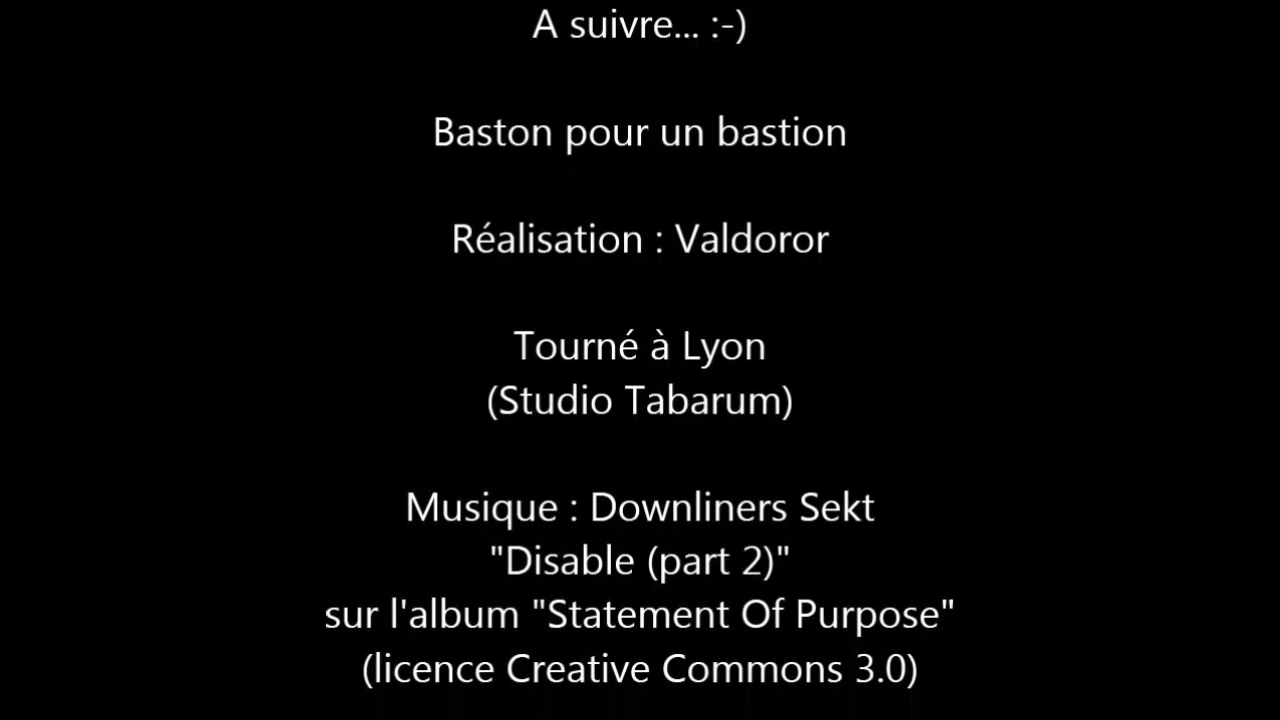 A suivre... :-)
Baston pour un bastion
Réalisation : Valdoror
Tourné à Lyon
(Studio Tabarum)
Musique : Downliners Sekt
"Disable (part 2)"
sur l'album "Statement Of Purpose"
(licence Creative Commons 3.0)